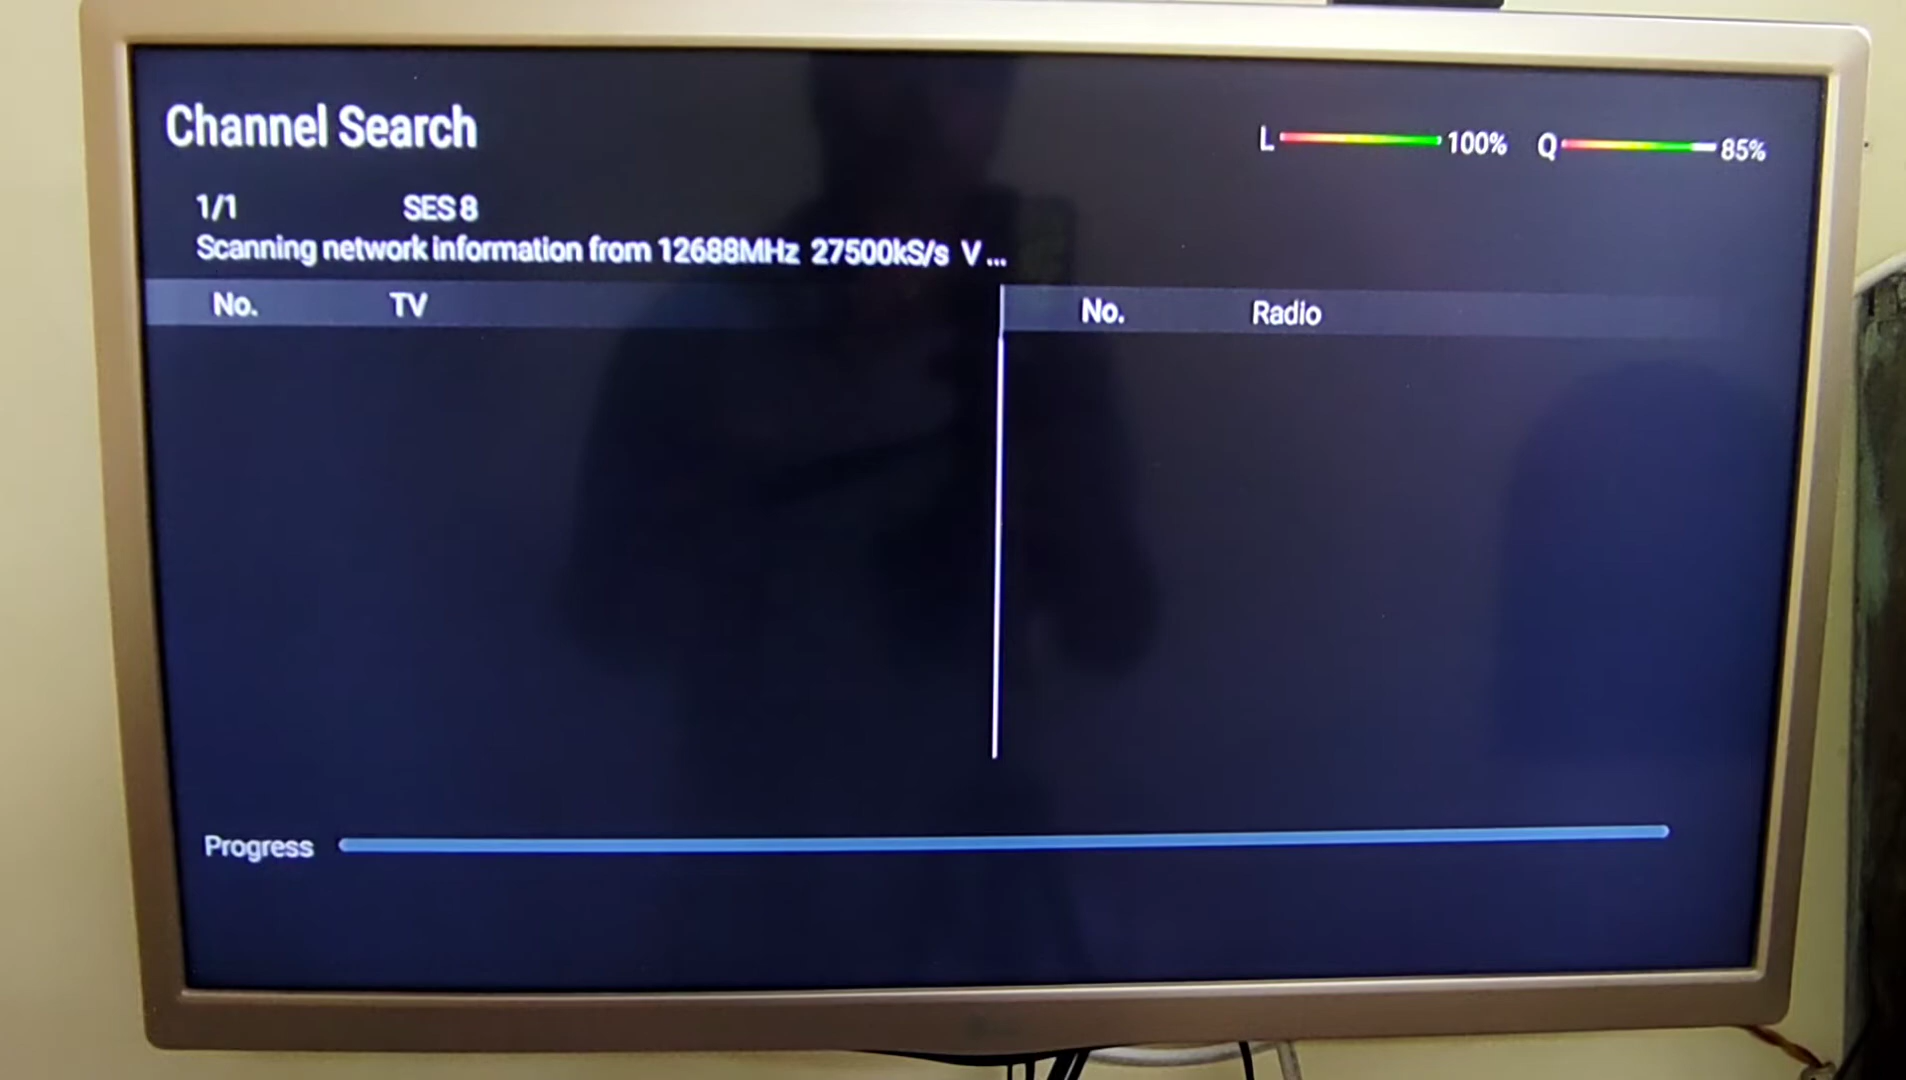 Channel Search
L 100% Q 85%
1/1 SES 8
Scanning network information from 12688MHz 27500kS/s V ...
No. TV No. Radio
Progress